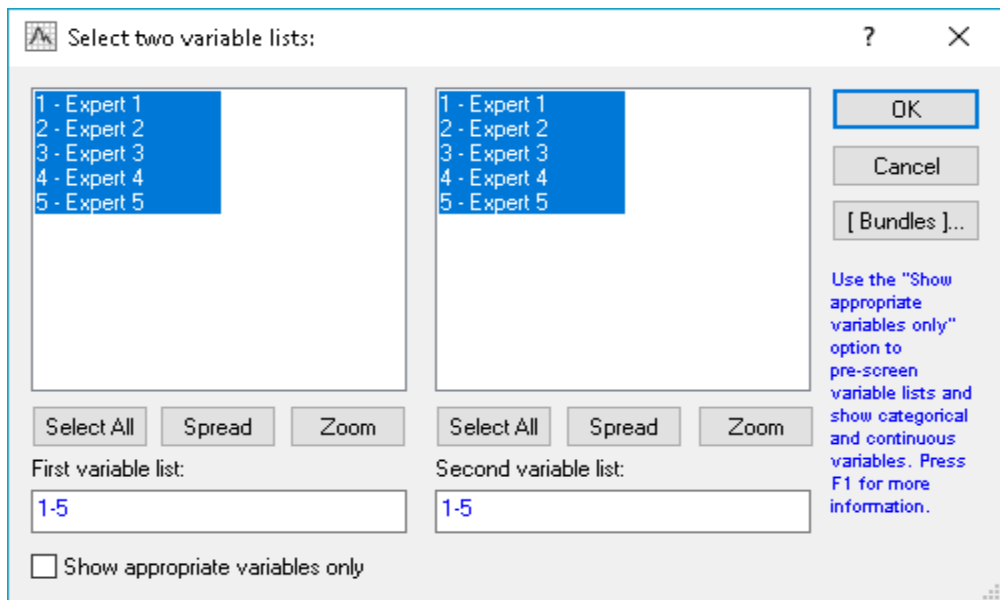 Select two variable lists:
?
1 - Expert 1
2 - Expert 2
3 - Expert 3
4 - Expert 4
5 - Expert 5
Select All
Spread
Zoom
First variable list:
1-5
1 - Expert 1
2 - Expert 2
3 - Expert 3
4 - Expert 4
5 - Expert 5
Select All
Spread
Zoom
Second variable list:
1-5
Show appropriate variables only
OK
Cancel
[ Bundles ]...
Use the "Show
appropriate
variables only"
option to
pre-screen
variable lists and
show categorical
and continuous
variables. Press
F1 for more
information.